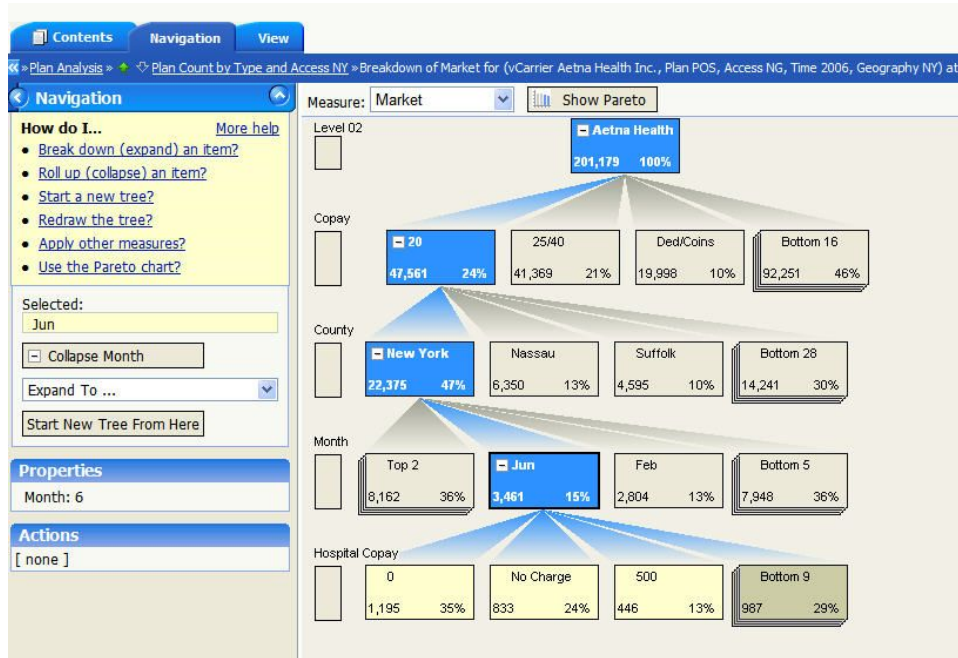 Contents Navigation View
« »Plan Analysis » Plan Count by Type and Access NY »Breakdown of Market for (vCarrier Aetna Health Inc., Plan POS, Access NG, Time 2006, Geography NY) at
Navigation
Measure: Market Show Pareto
How do I... More help
• Break down (expand) an item?
• Roll up (collapse) an item?
• Start a new tree?
• Redraw the tree?
• Apply other measures?
• Use the Pareto chart?
Selected:
Jun
Collapse Month
Expand To ...
Start New Tree From Here
Properties
Month: 6
Actions
[ none ]
Level 02
Aetna Health
201,179 100%
Copay
20 25/40 Ded/Coins Bottom 16
47,561 24% 41,369 21% 19,998 10% 92,251 46%
County
New York Nassau Suffolk Bottom 28
22,375 47% 6,350 13% 4,595 10% 14,241 30%
Month
Top 2 Jun Feb Bottom 5
8,162 36% 3,461 15% 2,804 13% 7,948 36%
Hospital Copay
0 No Charge 500 Bottom 9
1,195 35% 833 24% 446 13% 987 29%